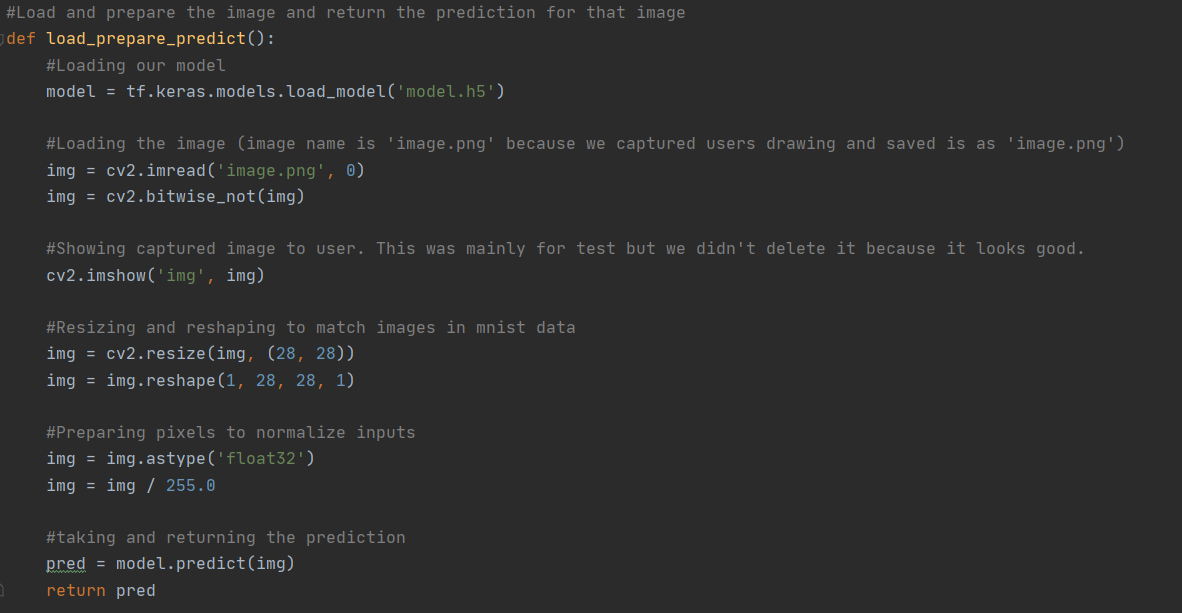 #Load and prepare the image and return the prediction for that image
def load_prepare_predict():
    #Loading our model
    model = tf.keras.models.load_model('model.h5')

    #Loading the image (image name is 'image.png' because we captured users drawing and saved is as 'image.png')
    img = cv2.imread('image.png', 0)
    img = cv2.bitwise_not(img)

    #Showing captured image to user. This was mainly for test but we didn't delete it because it looks good.
    cv2.imshow('img', img)

    #Resizing and reshaping to match images in mnist data
    img = cv2.resize(img, (28, 28))
    img = img.reshape(1, 28, 28, 1)

    #Preparing pixels to normalize inputs
    img = img.astype('float32')
    img = img / 255.0

    #taking and returning the prediction
    pred = model.predict(img)
    return pred